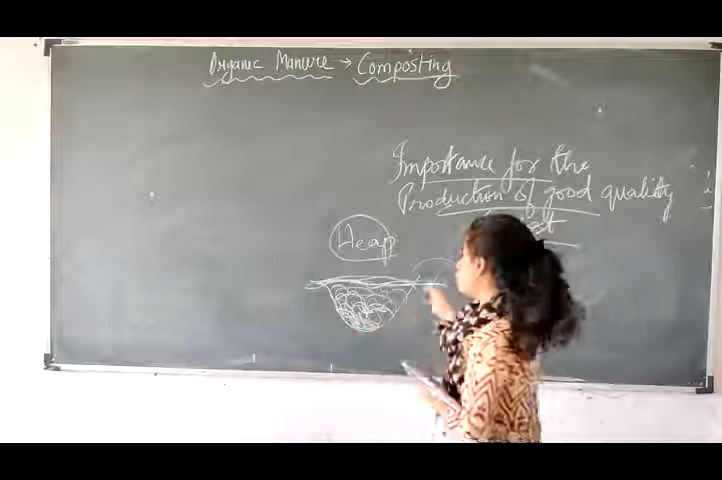 Organic Manure → Composting
Importance for the
Production of good quality
Heap